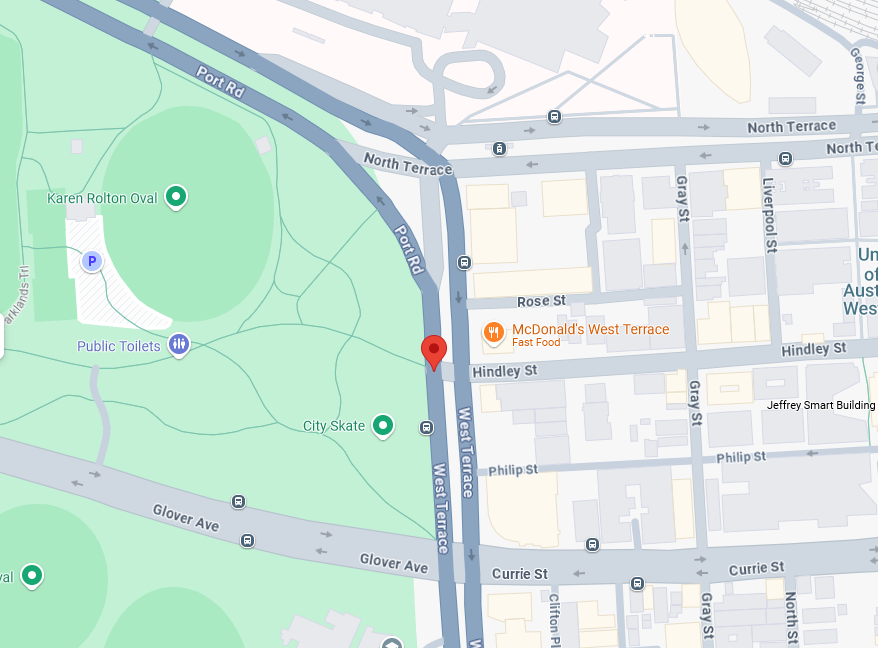 George St
Port Rd
North Terrace
North Te
North Terrace
Karen Rolton Oval
Gray St
Liverpool St
P
Port Rd
arklands Trl
Un
of
Aust
Wes
Rose St
McDonald's West Terrace
Fast Food
Public Toilets
Hindley St
Hindley St
Gray St
Jeffrey Smart Building
City Skate
West Terrace
Philip St
Philip St
West Terrace
Glover Ave
Glover Ave
Currie St
Currie St
val
Clifton Pl
Gray St
North St
W